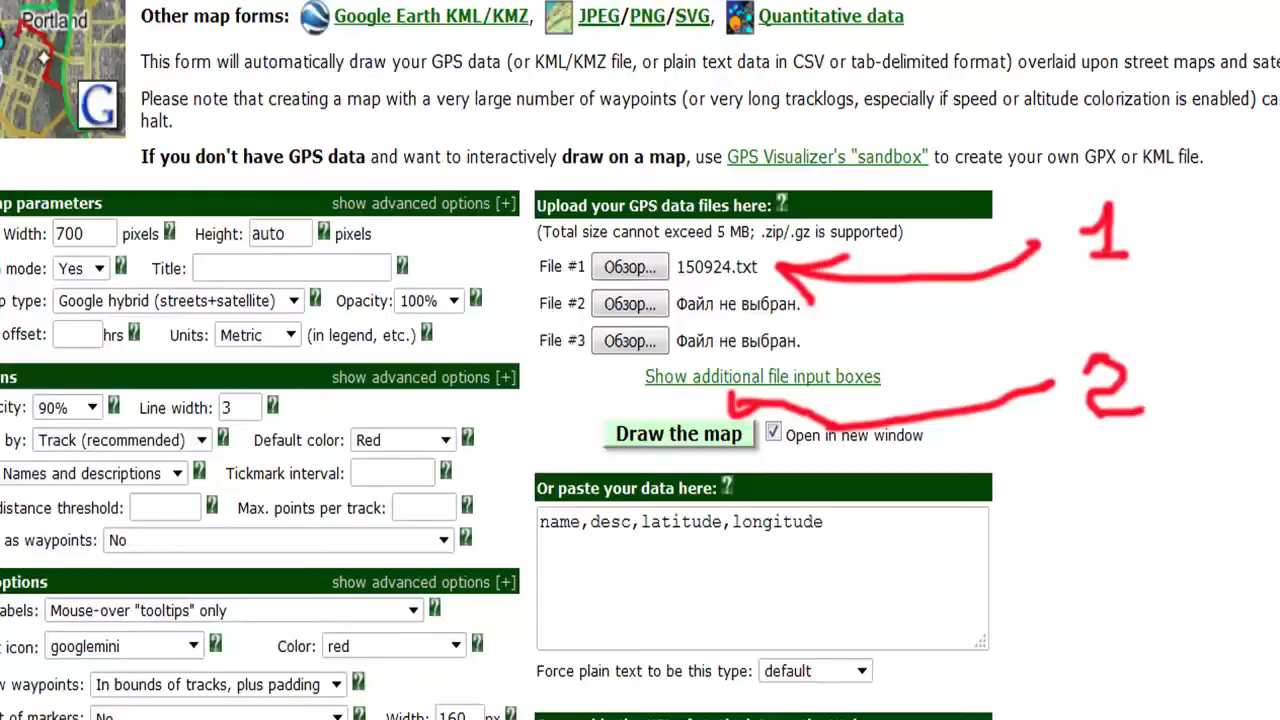 Portland
G
Other map forms: Google Earth KML/KMZ, JPEG/PNG/SVG, Quantitative data
This form will automatically draw your GPS data (or KML/KMZ file, or plain text data in CSV or tab-delimited format) overlaid upon street maps and
Please note that creating a map with a very large number of waypoints (or very long tracklogs, especially if speed or altitude colorization is enabled)
halt.
If you don't have GPS data and want to interactively draw on a map, use GPS Visualizer's "sandbox" to create your own GPX or KML file.
parameters show advanced options [+]
Width: 700 pixels ? Height: auto ? pixels
mode: Yes ? Title: ?
type: Google hybrid (streets+satellite) ? Opacity: 100% ?
offset: hrs ? Units: Metric (in legend, etc.) ?
show advanced options [+]
90% ? Line width: 3 ?
by: Track (recommended) ? Default color: Red ?
Names and descriptions ? Tickmark interval: ?
distance threshold: ? Max. points per track: ?
as waypoints: No ?
options show advanced options [+]
Mouse-over "tooltips" only ?
icon: googlemini ? Color: red ?
waypoints: In bounds of tracks, plus padding ?
of markers: No Width: 160 px ?
Upload your GPS data files here: ?
(Total size cannot exceed 5 MB; .zip/.gz is supported)
File #1 Обзор... 150924.txt
1
File #2 Обзор... Файл не выбран.
File #3 Обзор... Файл не выбран.
Show additional file input boxes
2
Draw the map Open in new window
Or paste your data here: ?
name,desc,latitude,longitude
Force plain text to be this type: default